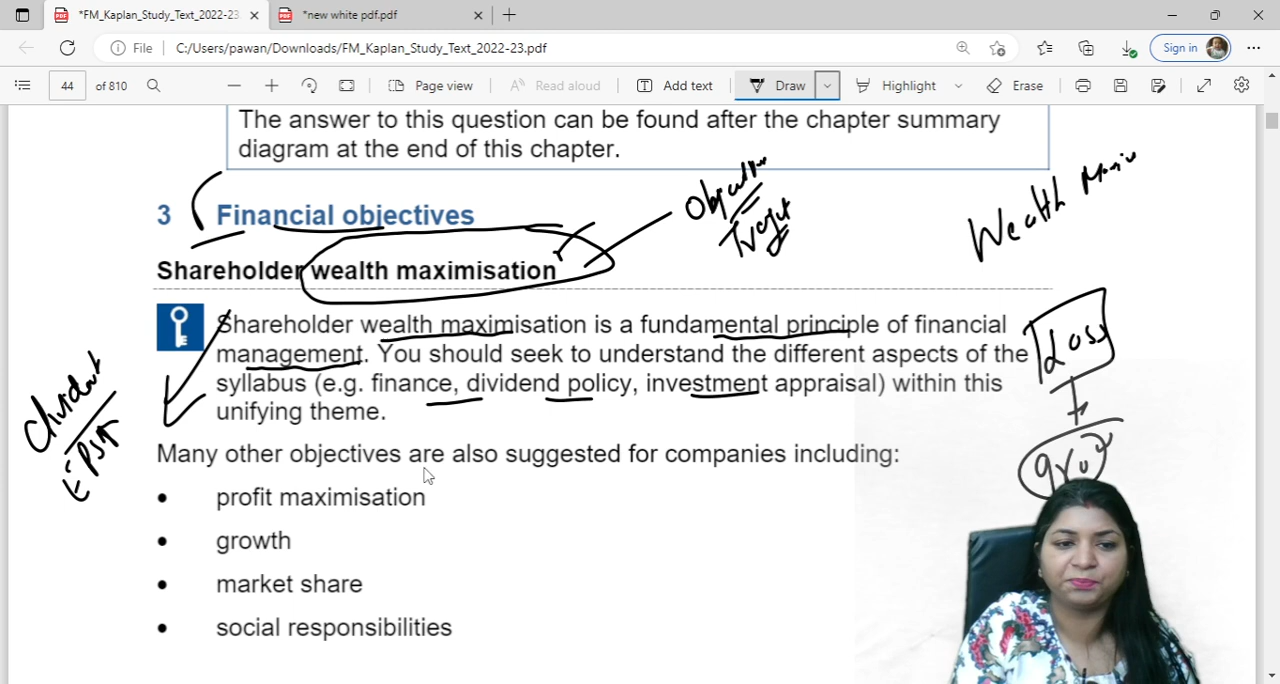 *FM_Kaplan_Study_Text_2022-23
*new white pdf.pdf
File C:/Users/pawan/Downloads/FM_Kaplan_Study_Text_2022-23.pdf Sign in
44 of 810 Page view Read aloud Add text Draw Highlight Erase
The answer to this question can be found after the chapter summary
diagram at the end of this chapter.
3 Financial objectives
Wealth
Shareholder wealth maximisation
Shareholder wealth maximisation is a fundamental principle of financial
management. You should seek to understand the different aspects of the
syllabus (e.g. finance, dividend policy, investment appraisal) within this
unifying theme.
Loss
EPS↑
Many other objectives are also suggested for companies including:
• profit maximisation
• growth
• market share
• social responsibilities